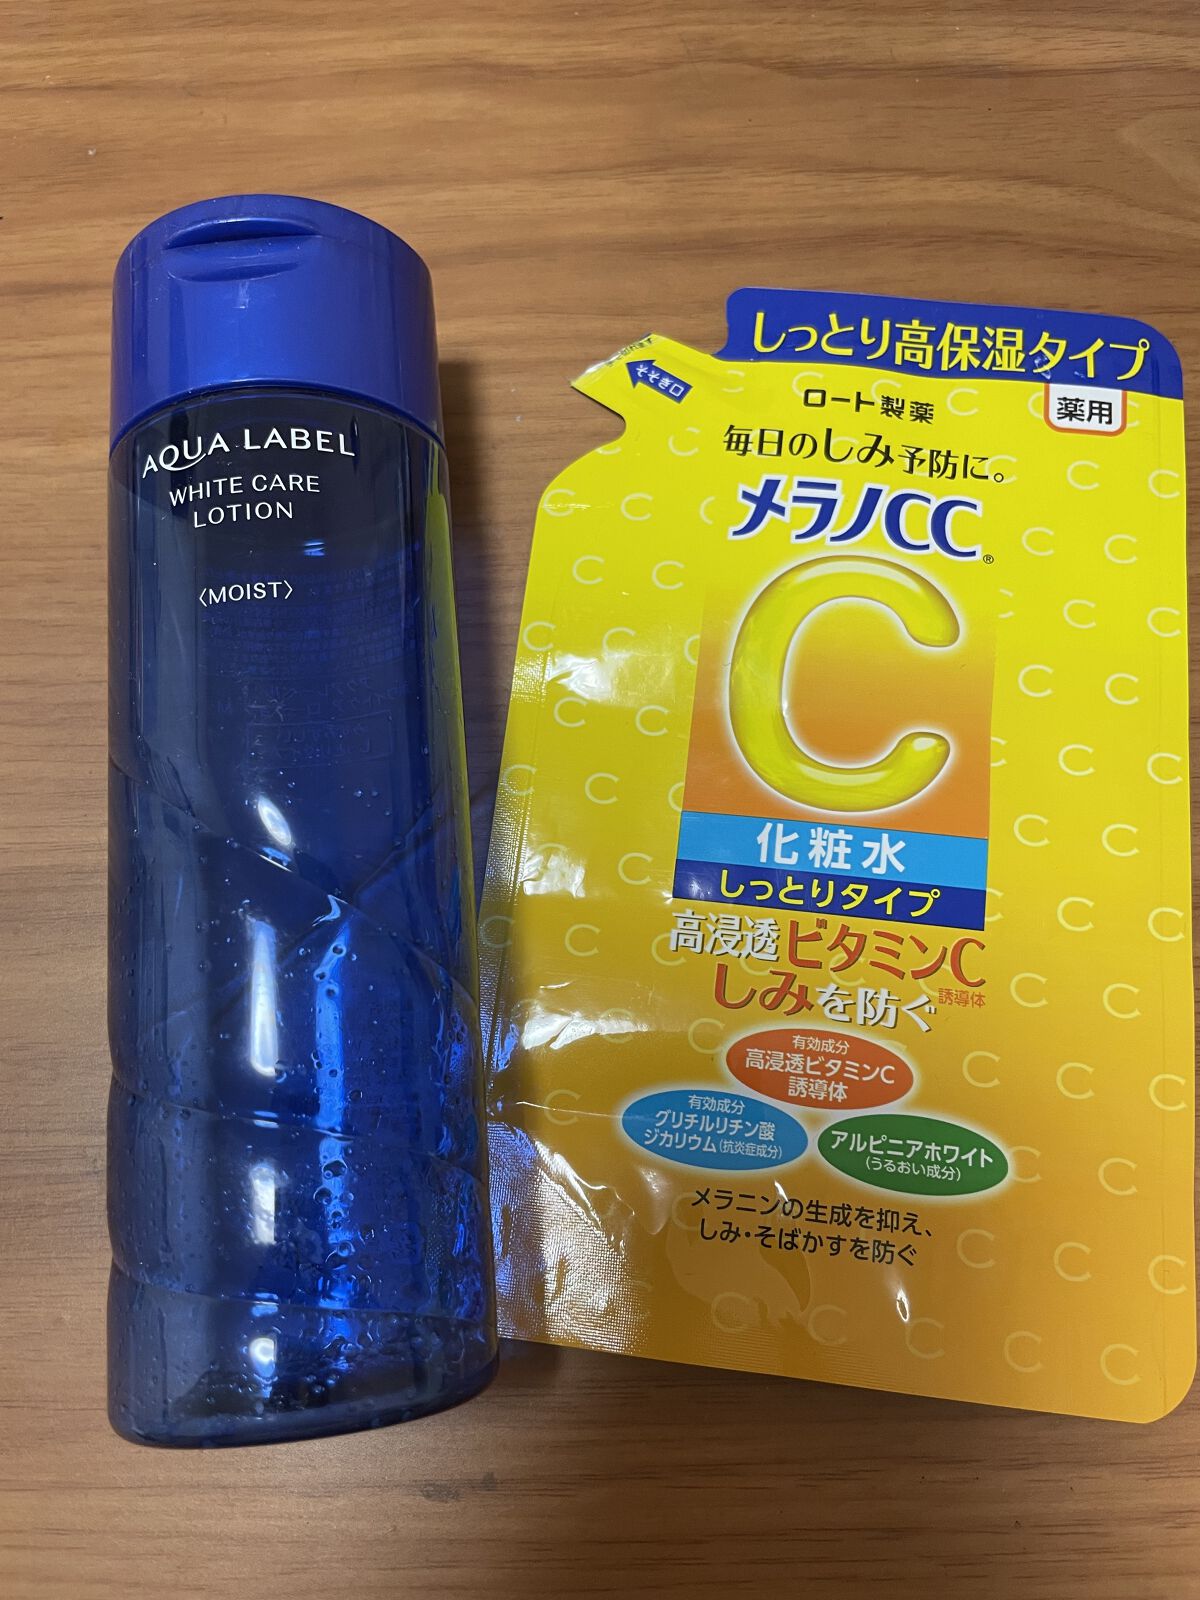 AQUA LABEL
WHITE CARE
LOTION
〈MOIST〉
しっとり高保湿タイプ
薬用
ロート製薬
毎日のしみ予防に。
メラノCC®
C
化粧水
しっとりタイプ
高浸透ビタミンC
誘導体
しみを防ぐ
有効成分
高浸透ビタミンC
誘導体
有効成分
グリチルリチン酸
ジカリウム(抗炎症成分)
アルピニアホワイト
(うるおい成分)
メラニンの生成を抑え、
しみ・そばかすを防ぐ